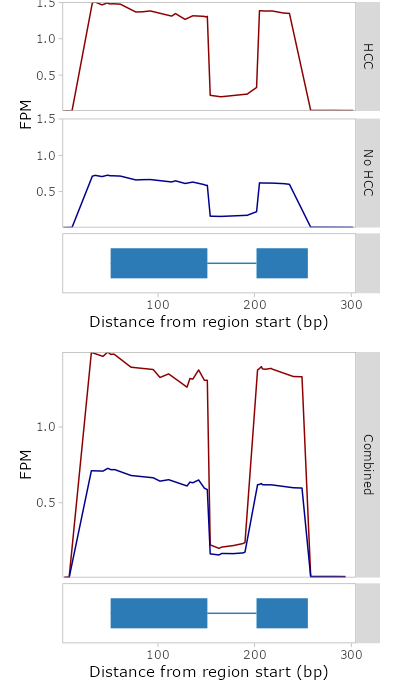 1.5
1.0
0.5
HCC
FPM
1.5
1.0
0.5
No HCC
100 200 300
Distance from region start (bp)
1.0
0.5
FPM
Combined
100 200 300
Distance from region start (bp)